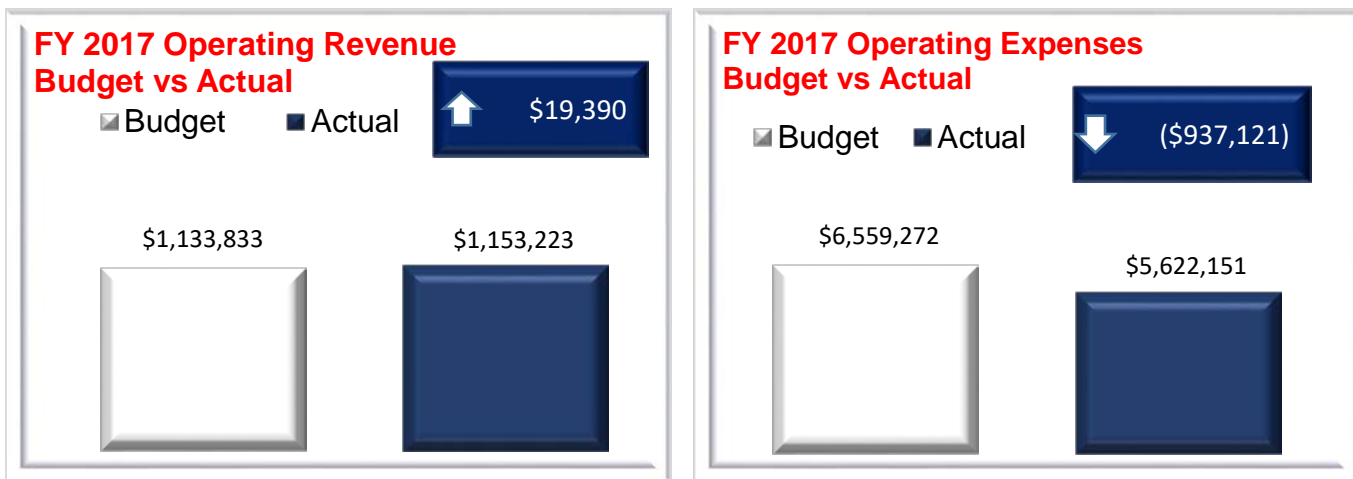 FY 2017 Operating Revenue
Budget vs Actual
$19,390
Budget Actual
$1,133,833
$1,153,223
FY 2017 Operating Expenses
Budget vs Actual
($937,121)
Budget Actual
$6,559,272
$5,622,151